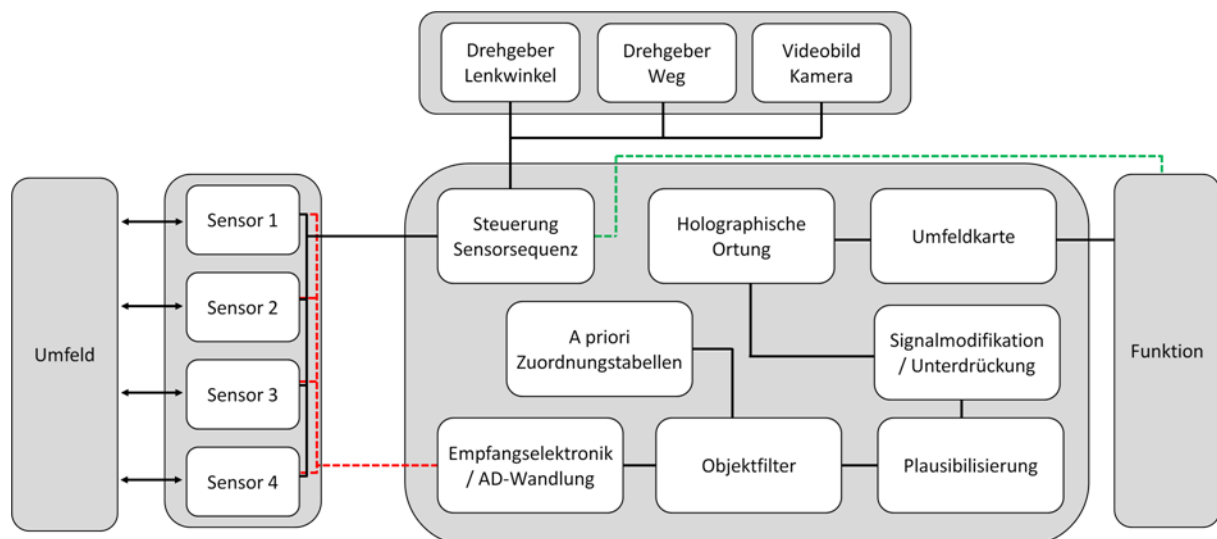 Drehgeber
Lenkwinkel
Drehgeber
Weg
Videobild
Kamera
Umfeld
Sensor 1
Sensor 2
Sensor 3
Sensor 4
Steuerung
Sensorsequenz
Holographische
Ortung
Umfeldkarte
A priori
Zuordnungstabellen
Signalmodifikation
/ Unterdrückung
Empfangselektronik
/ AD-Wandlung
Objektfilter
Plausibilisierung
Funktion